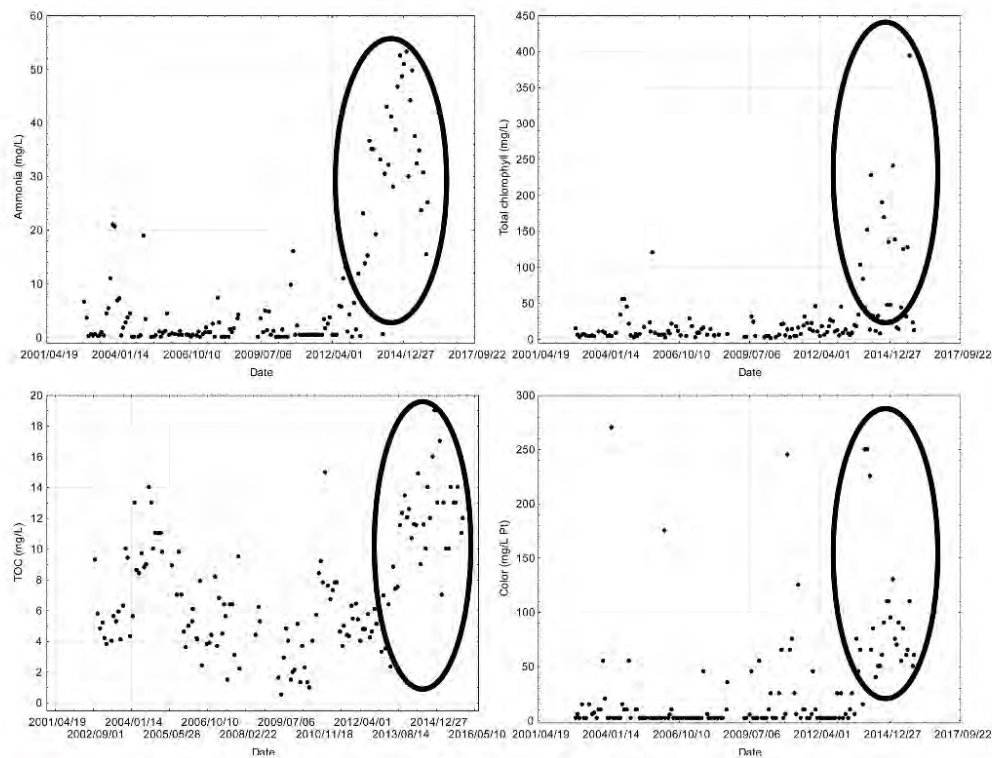 60
50
40
30
20
10
0
Ammonia (mg/L)
2001/04/19 2004/01/14 2006/10/10 2009/07/06 2012/04/01 2014/12/27 2017/09/22
Date
450
400
350
300
250
200
150
100
50
0
Total chlorophyll (mg/L)
2001/04/19 2004/01/14 2006/10/10 2009/07/06 2012/04/01 2014/12/27 2017/09/22
Date
20
18
16
14
12
10
8
6
4
2
0
TOC (mg/L)
2001/04/19 2004/01/14 2006/10/10 2009/07/06 2012/04/01 2014/12/27
2002/09/01 2005/05/28 2008/02/22 2010/11/18 2013/08/14 2016/05/10
Date
300
250
200
150
100
50
0
Color (mg/L Pt)
2001/04/19 2004/01/14 2006/10/10 2009/07/06 2012/04/01 2014/12/27 2017/09/22
Date